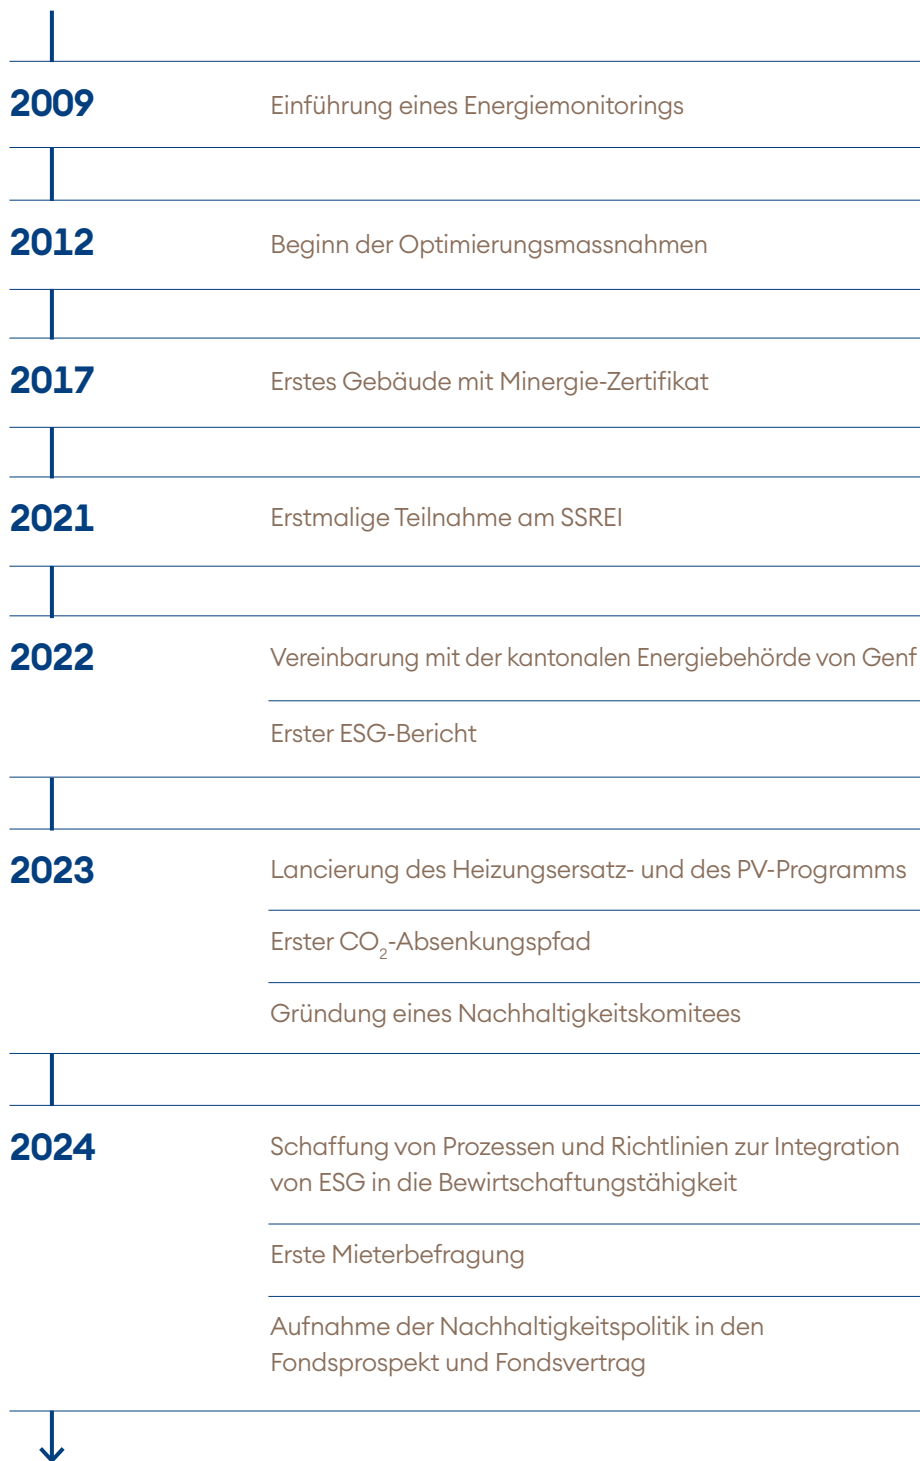 2009
Einführung eines Energiemonitorings
2012
Beginn der Optimierungsmassnahmen
2017
Erstes Gebäude mit Minergie-Zertifikat
2021
Erstmalige Teilnahme am SSREI
2022
Vereinbarung mit der kantonalen Energiebehörde von Genf
Erster ESG-Bericht
2023
Lancierung des Heizungsersatz- und des PV-Programms
Erster CO₂-Absenkungspfad
Gründung eines Nachhaltigkeitskomitees
2024
Schaffung von Prozessen und Richtlinien zur Integration
von ESG in die Bewirtschaftungstähigkeit
Erste Mieterbefragung
Aufnahme der Nachhaltigkeitspolitik in den
Fondsprospekt und Fondsvertrag